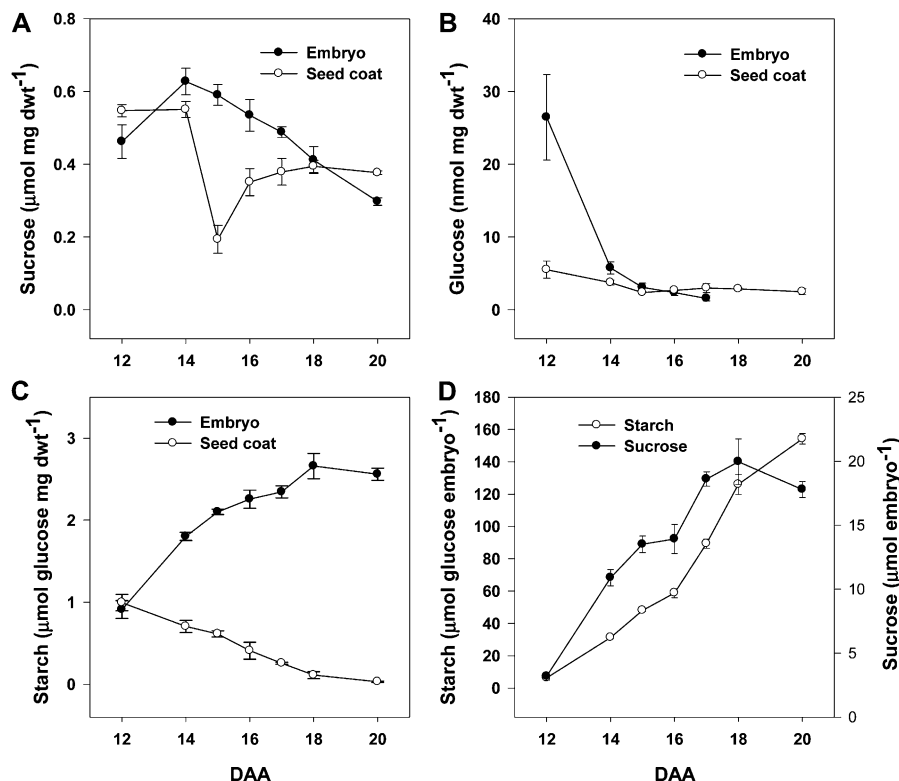 A
Sucrose (µmol mg dwt-1)
0.8
0.6
0.4
0.2
0.0
Embryo
Seed coat
12 14 16 18 20
B
Glucose (nmol mg dwt-1)
40
30
20
10
0
Embryo
Seed coat
12 14 16 18 20
C
Starch (µmol glucose mg dwt-1)
3
2
1
0
Embryo
Seed coat
12 14 16 18 20
DAA
D
Starch (µmol glucose embryo-1)
180
160
140
120
100
80
60
40
20
0
Starch
Sucrose
25
20
15
10
5
0
Sucrose (µmol embryo-1)
12 14 16 18 20
DAA